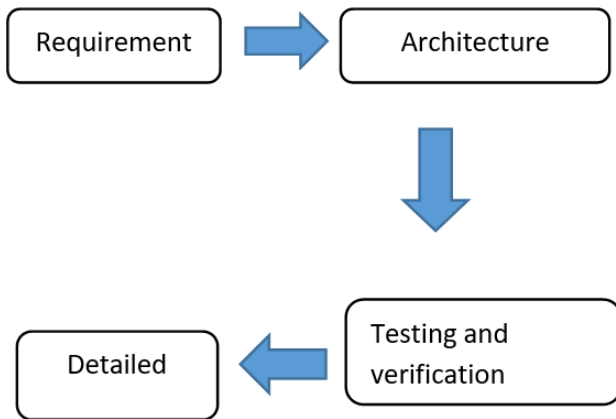 Requirement
Architecture
Testing and
verification
Detailed